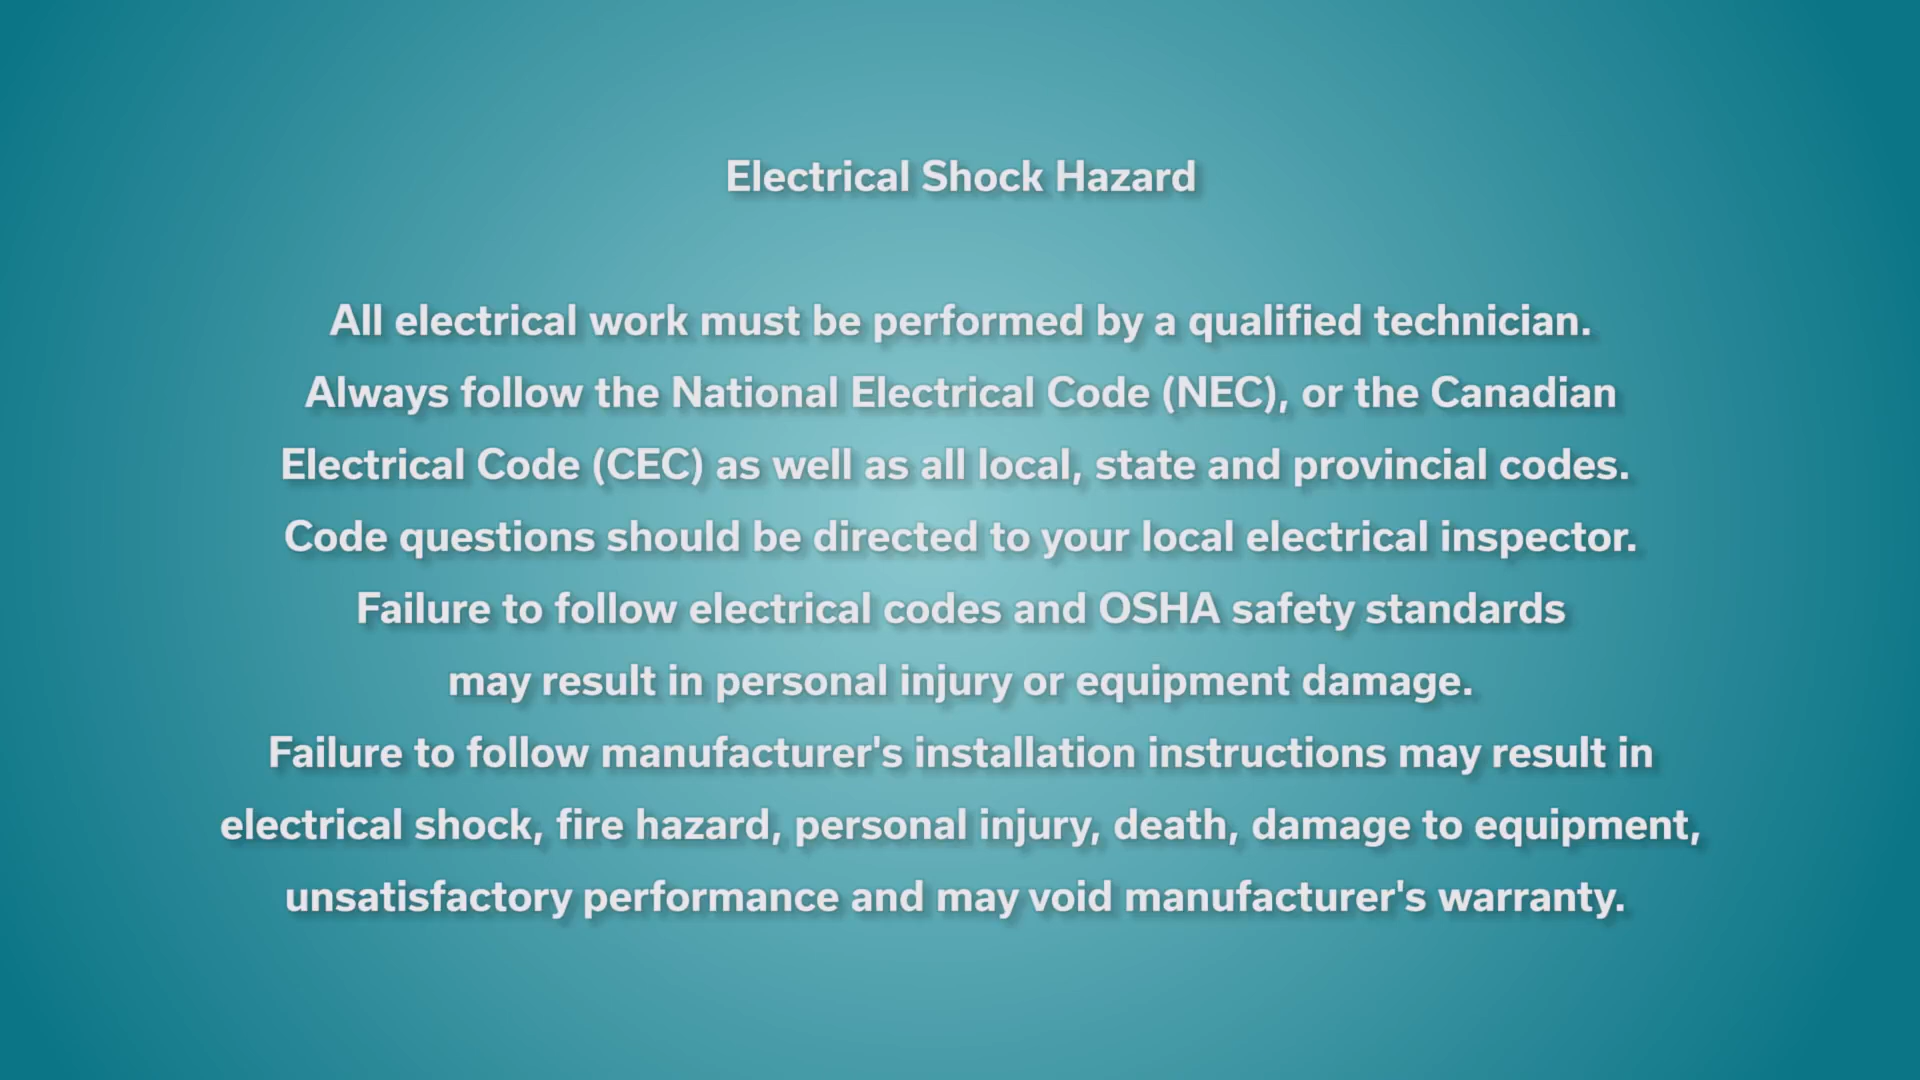 Electrical Shock Hazard
All electrical work must be performed by a qualified technician.
Always follow the National Electrical Code (NEC), or the Canadian
Electrical Code (CEC) as well as all local, state and provincial codes.
Code questions should be directed to your local electrical inspector.
Failure to follow electrical codes and OSHA safety standards
may result in personal injury or equipment damage.
Failure to follow manufacturer's installation instructions may result in
electrical shock, fire hazard, personal injury, death, damage to equipment,
unsatisfactory performance and may void manufacturer's warranty.